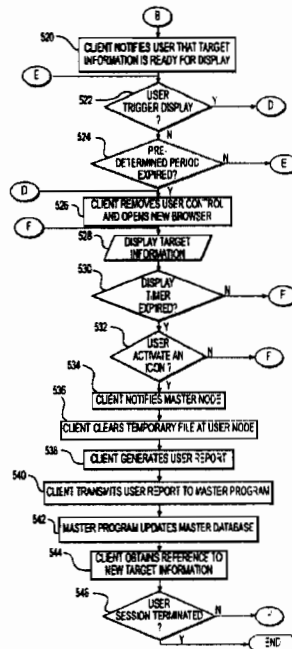 B
520
CLIENT NOTIFIES USER THAT TARGET
INFORMATION IS READY FOR DISPLAY
E
522
USER
TRIGGER DISPLAY
?
Y
D
N
524
PRE-
DETERMINED PERIOD
EXPIRED?
N
E
D
Y
526
CLIENT REMOVES USER CONTROL
AND OPENS NEW BROWSER
F
528
DISPLAY TARGET
INFORMATION
530
DISPLAY
TIMER
EXPIRED?
N
F
Y
532
USER
ACTIVATE AN
ICON ?
N
F
Y
534
CLIENT NOTIFIES MASTER NODE
536
CLIENT CLEARS TEMPORARY FILE AT USER NODE
538
CLIENT GENERATES USER REPORT
540
CLIENT TRANSMITS USER REPORT TO MASTER PROGRAM
542
MASTER PROGRAM UPDATES MASTER DATABASE
544
CLIENT OBTAINS REFERENCE TO
NEW TARGET INFORMATION
546
USER
SESSION TERMINATED
?
N
Y
END